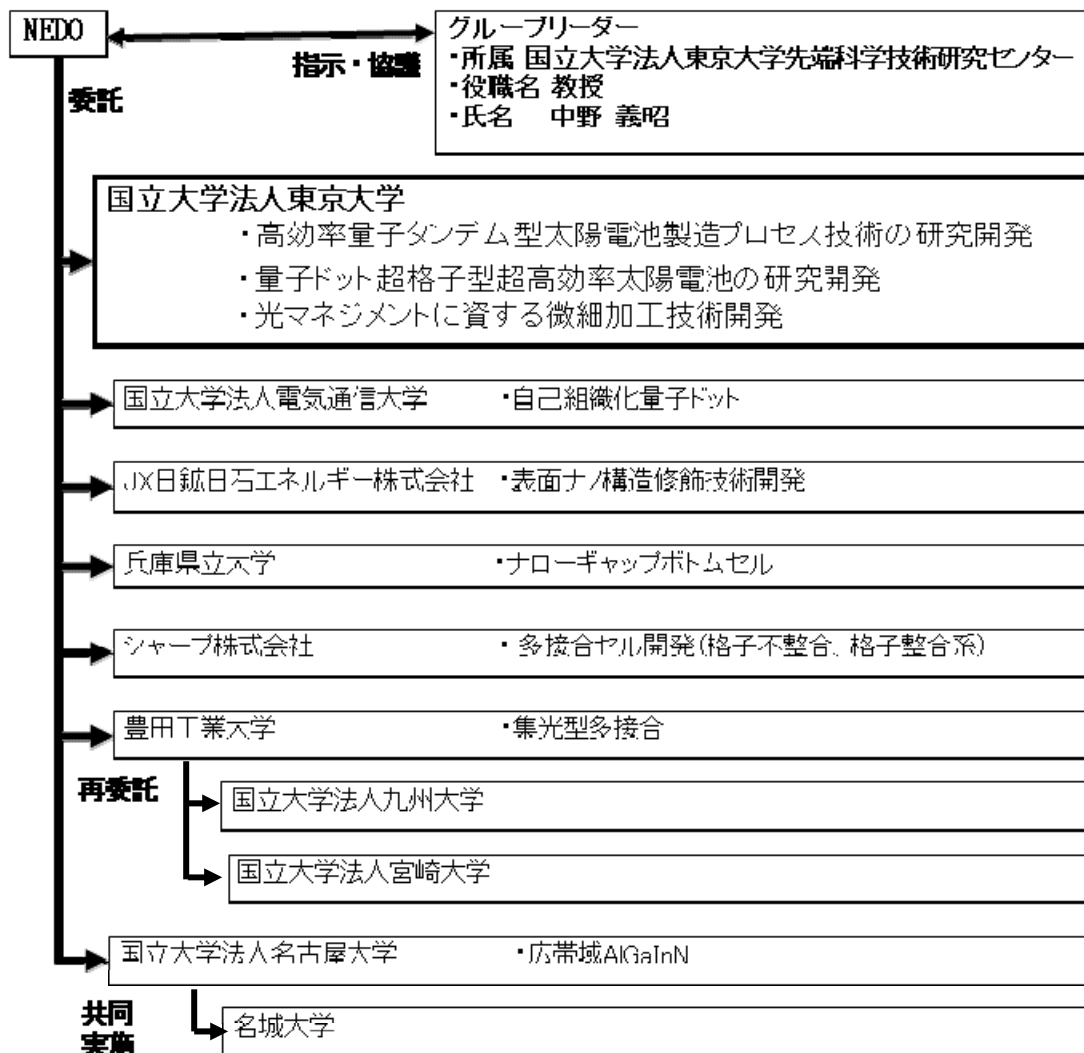 NEDO
グループリーダー
・所属 国立大学法人東京大学先端科学技術研究センター
指示・協議
・役職名 教授
委託
・氏名 中野 義昭
国立大学法人東京大学
・高効率量子タンデム型太陽電池製造プロセス技術の研究開発
・量子ドット超格子型超高効率太陽電池の研究開発
・光マネジメントに資する微細加工技術開発
国立大学法人電気通信大学 ・自己組織化量子ドット
JX日鉱日石エネルギー株式会社 ・表面ナノ構造修飾技術開発
兵庫県立大学 ・ナローギャップボトムセル
シャープ株式会社 ・多接合セル開発(格子不整合、格子整合系)
豊田工業大学 ・集光型多接合
再委託
国立大学法人九州大学
国立大学法人宮崎大学
国立大学法人名古屋大学 ・広帯域AlGaInN
共同
名城大学
実施